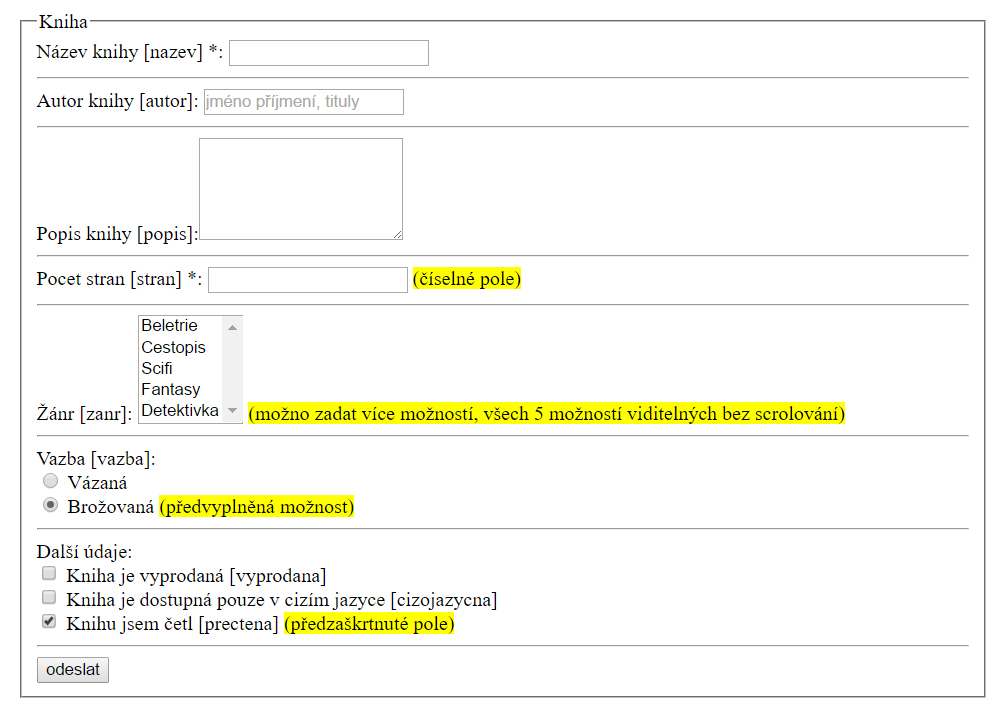 Kniha
Název knihy [nazev] *:
Autor knihy [autor]: jméno příjmení, tituly
Popis knihy [popis]:
Pocet stran [stran] *: (číselné pole)
Beletrie
Cestopis
Scifi
Fantasy
Detektivka
Žánr [zanr]: (možno zadat více možností, všech 5 možností viditelných bez scrolování)
Vazba [vazba]:
Vázaná
Brožovaná (předvyplněná možnost)
Další údaje:
Kniha je vyprodaná [vyprodana]
Kniha je dostupná pouze v cizím jazyce [cizojazycna]
Knihu jsem četl [prectena] (předzaškrtnuté pole)
odeslat